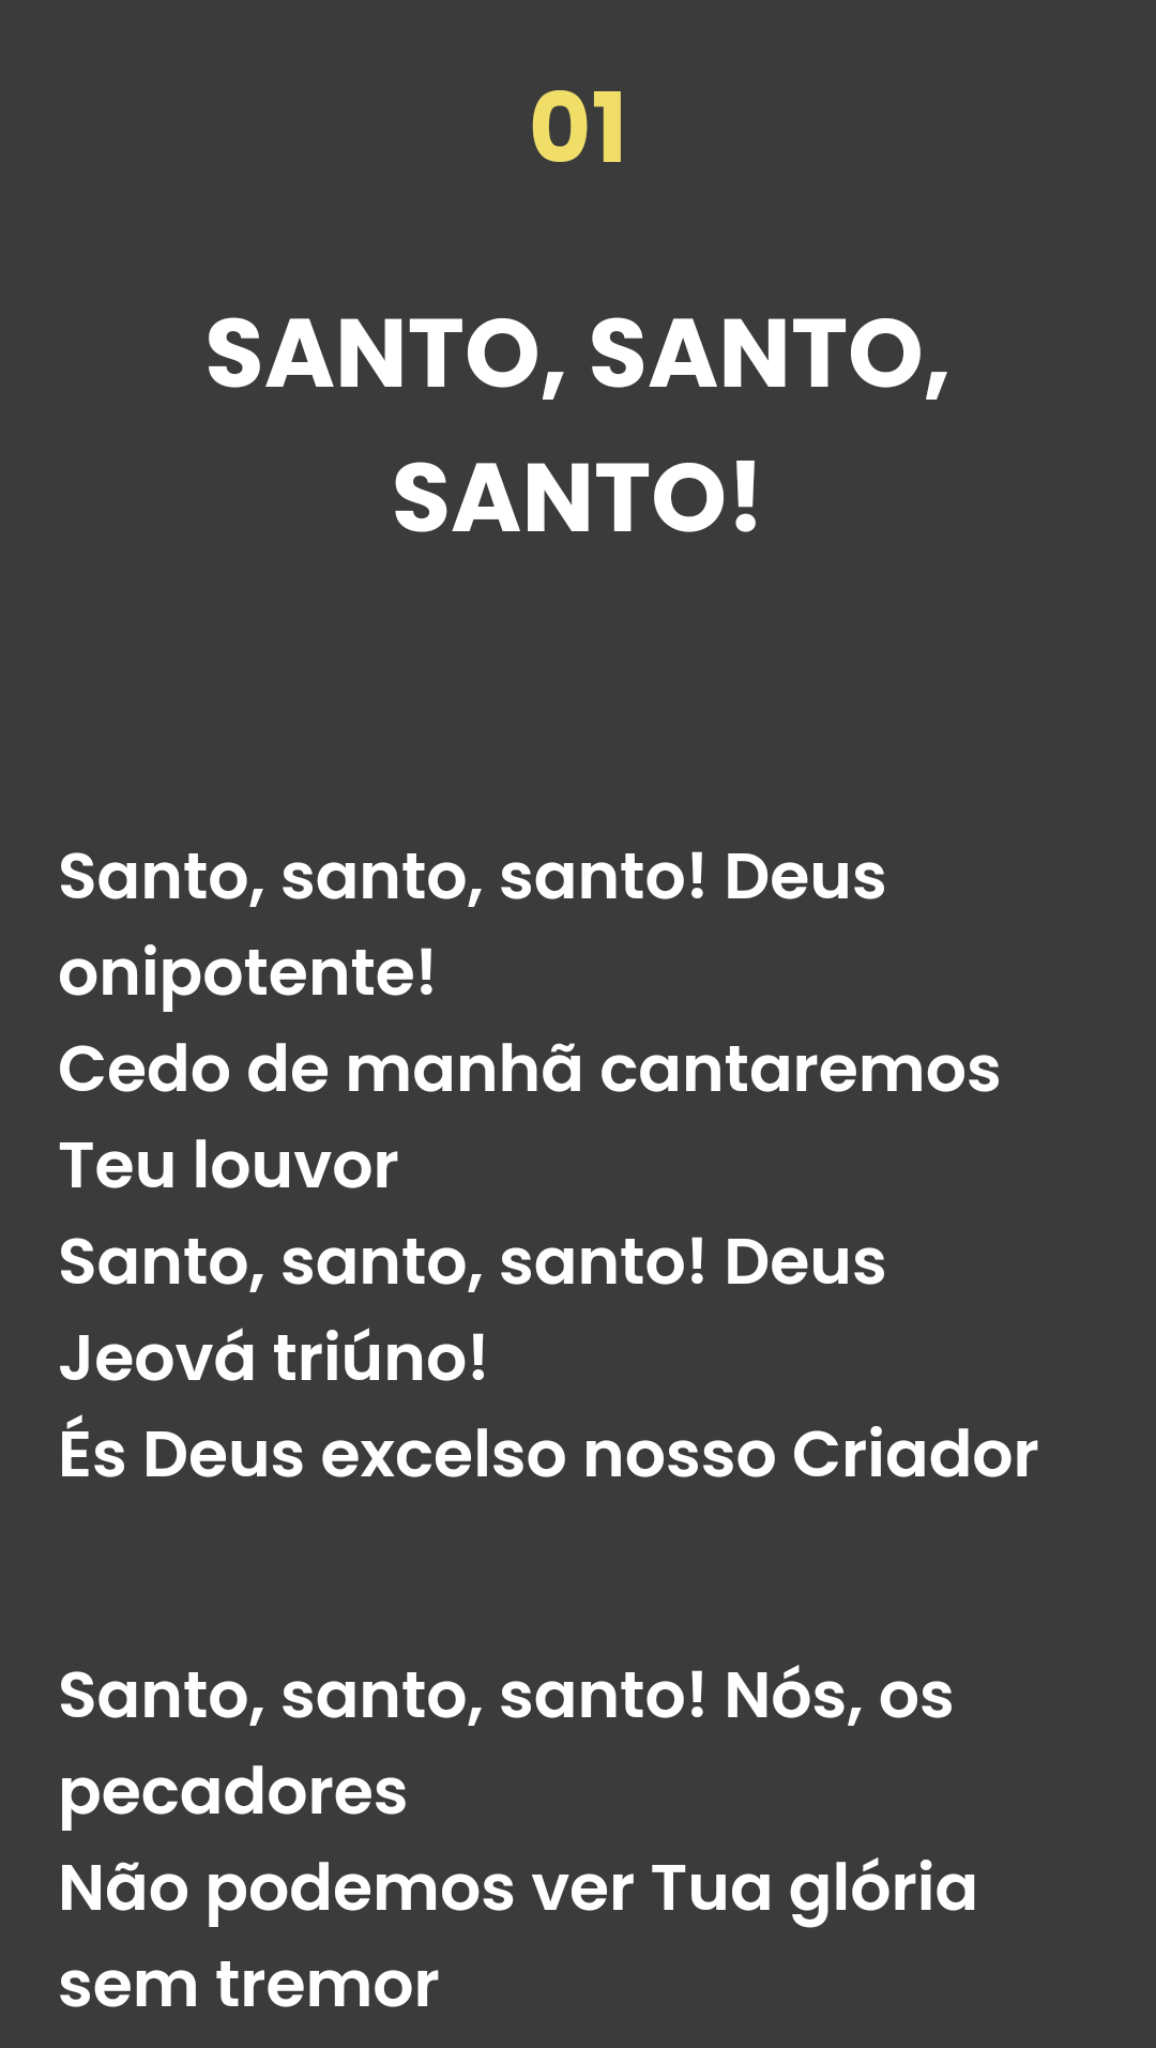 01
SANTO, SANTO,
SANTO!
Santo, santo, santo! Deus
onipotente!
Cedo de manhã cantaremos
Teu louvor
Santo, santo, santo! Deus
Jeová triúno!
És Deus excelso nosso Criador
Santo, santo, santo! Nós, os
pecadores
Não podemos ver Tua glória
sem tremor